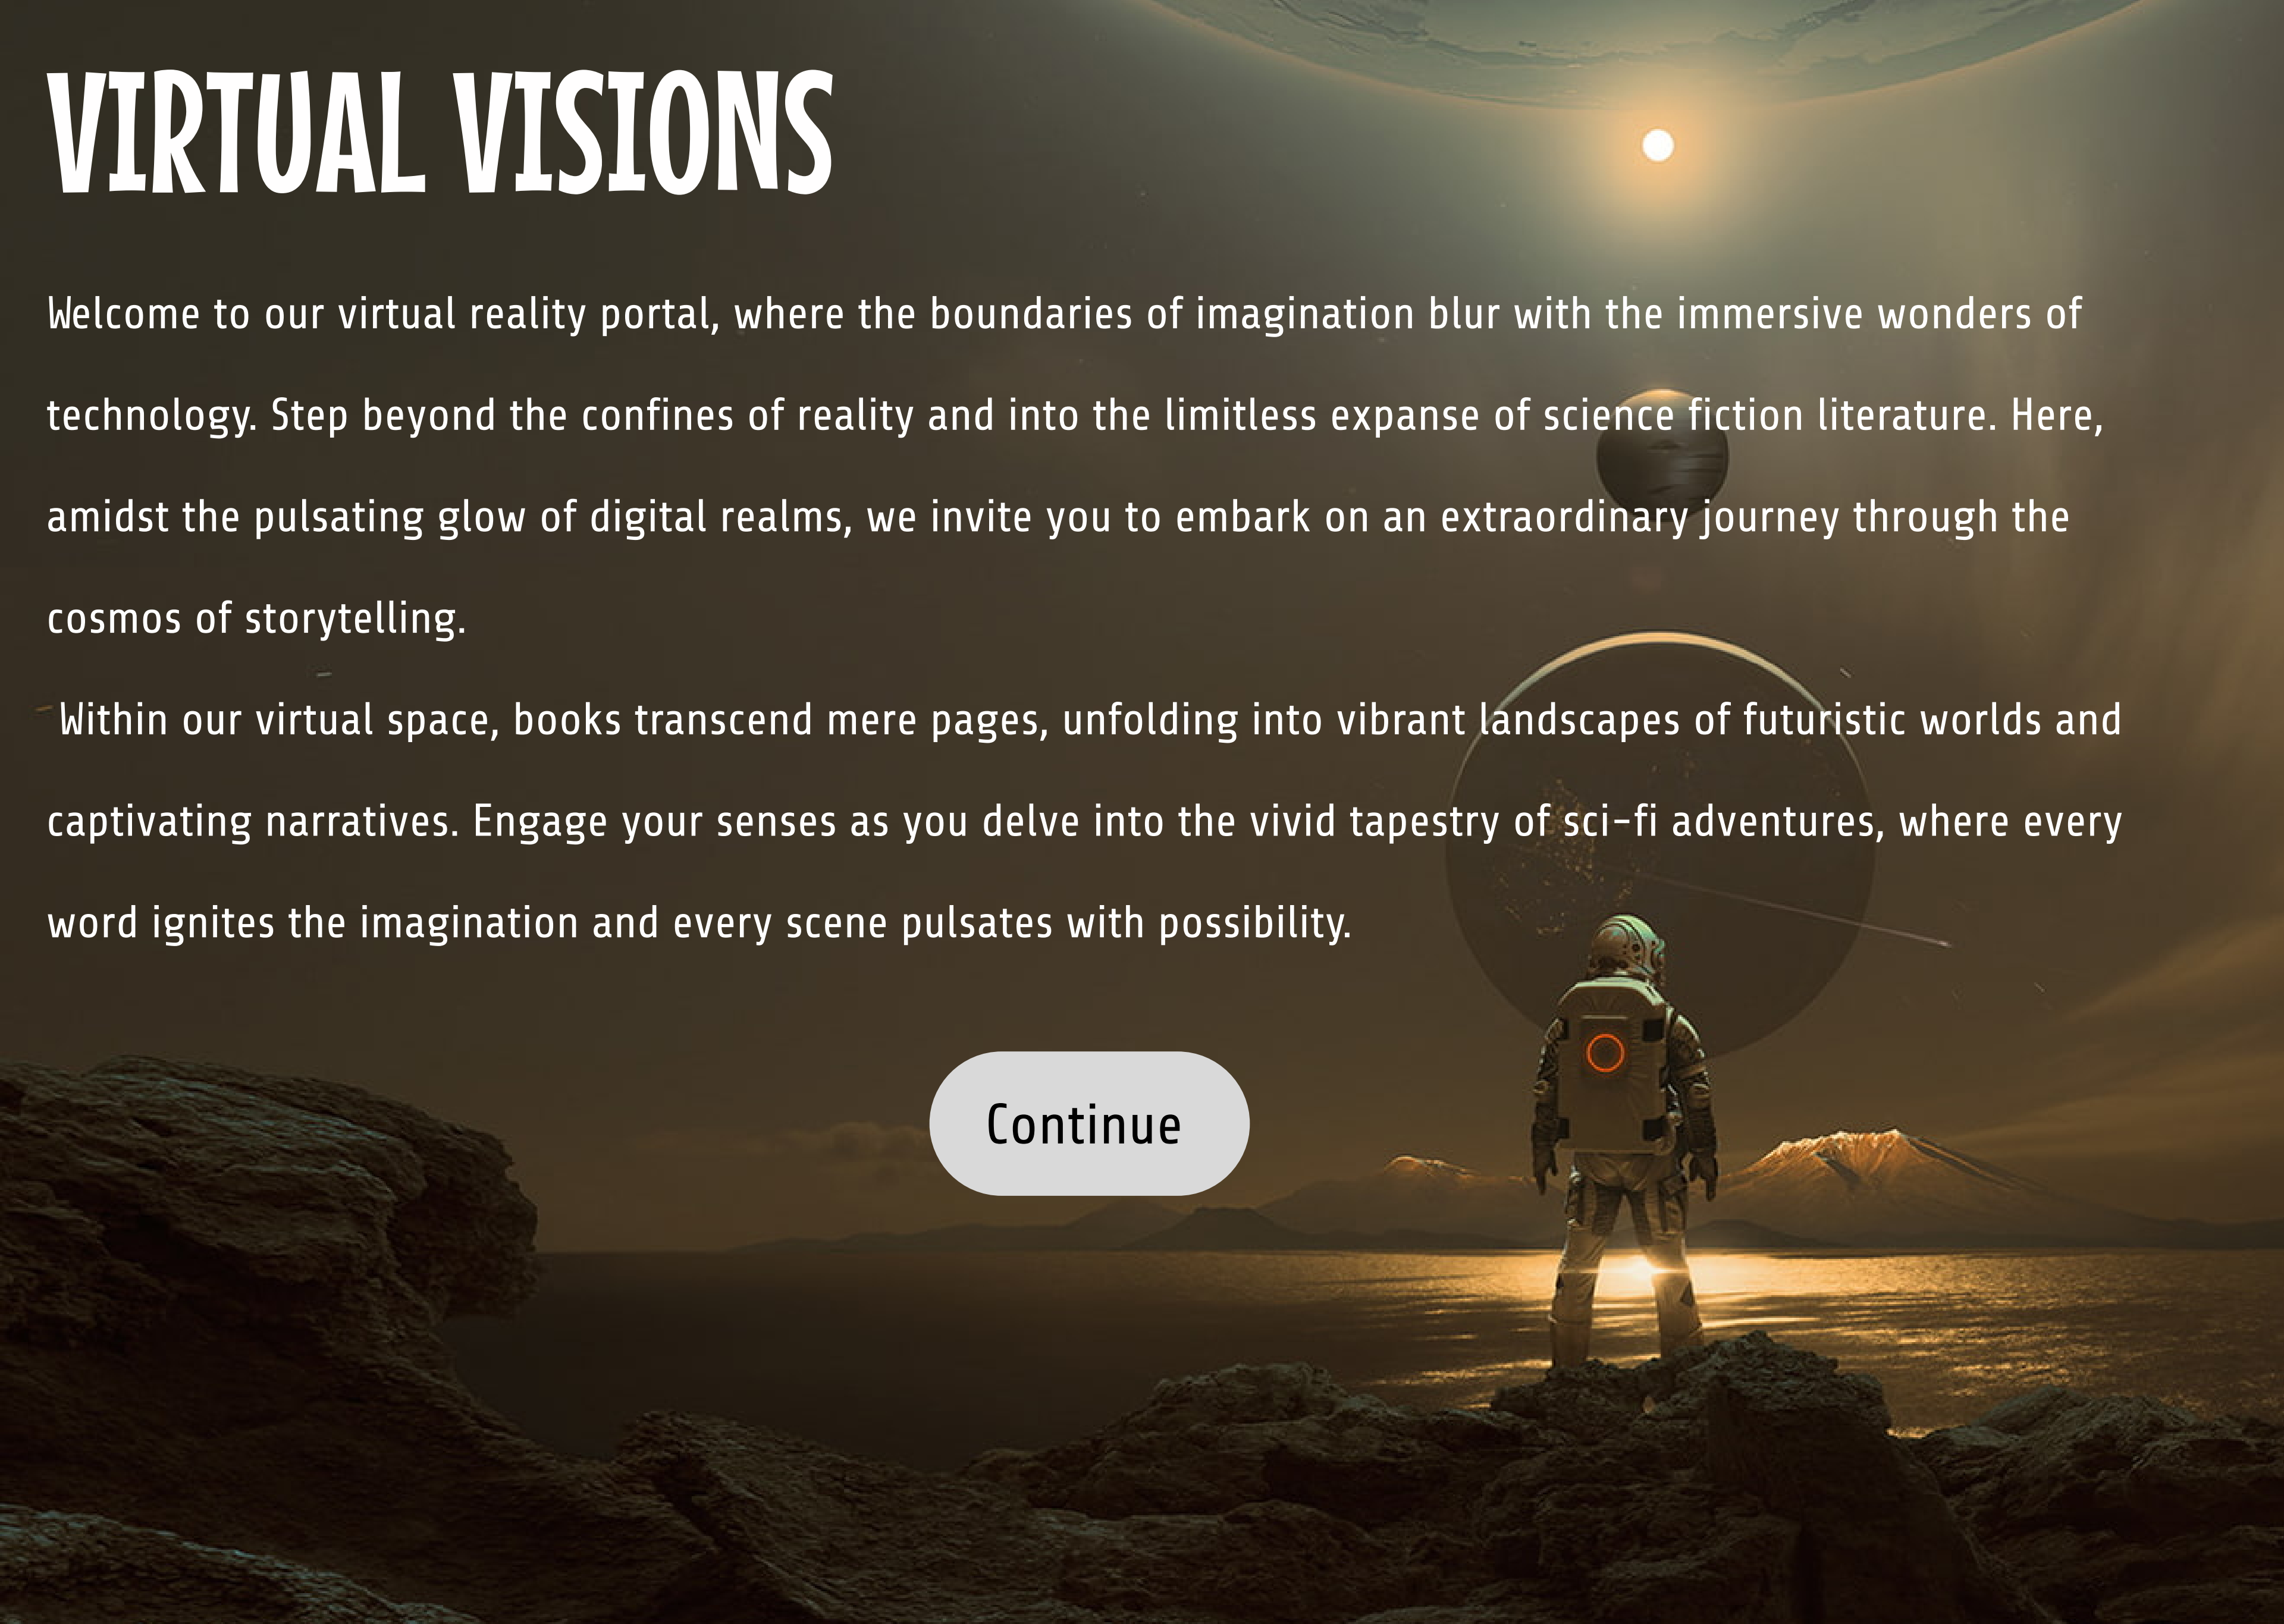 VIRTUAL VISIONS
Welcome to our virtual reality portal, where the boundaries of imagination blur with the immersive wonders of
technology. Step beyond the confines of reality and into the limitless expanse of science fiction literature. Here,
amidst the pulsating glow of digital realms, we invite you to embark on an extraordinary journey through the
cosmos of storytelling.
Within our virtual space, books transcend mere pages, unfolding into vibrant landscapes of futuristic worlds and
captivating narratives. Engage your senses as you delve into the vivid tapestry of sci-fi adventures, where every
word ignites the imagination and every scene pulsates with possibility.
Continue